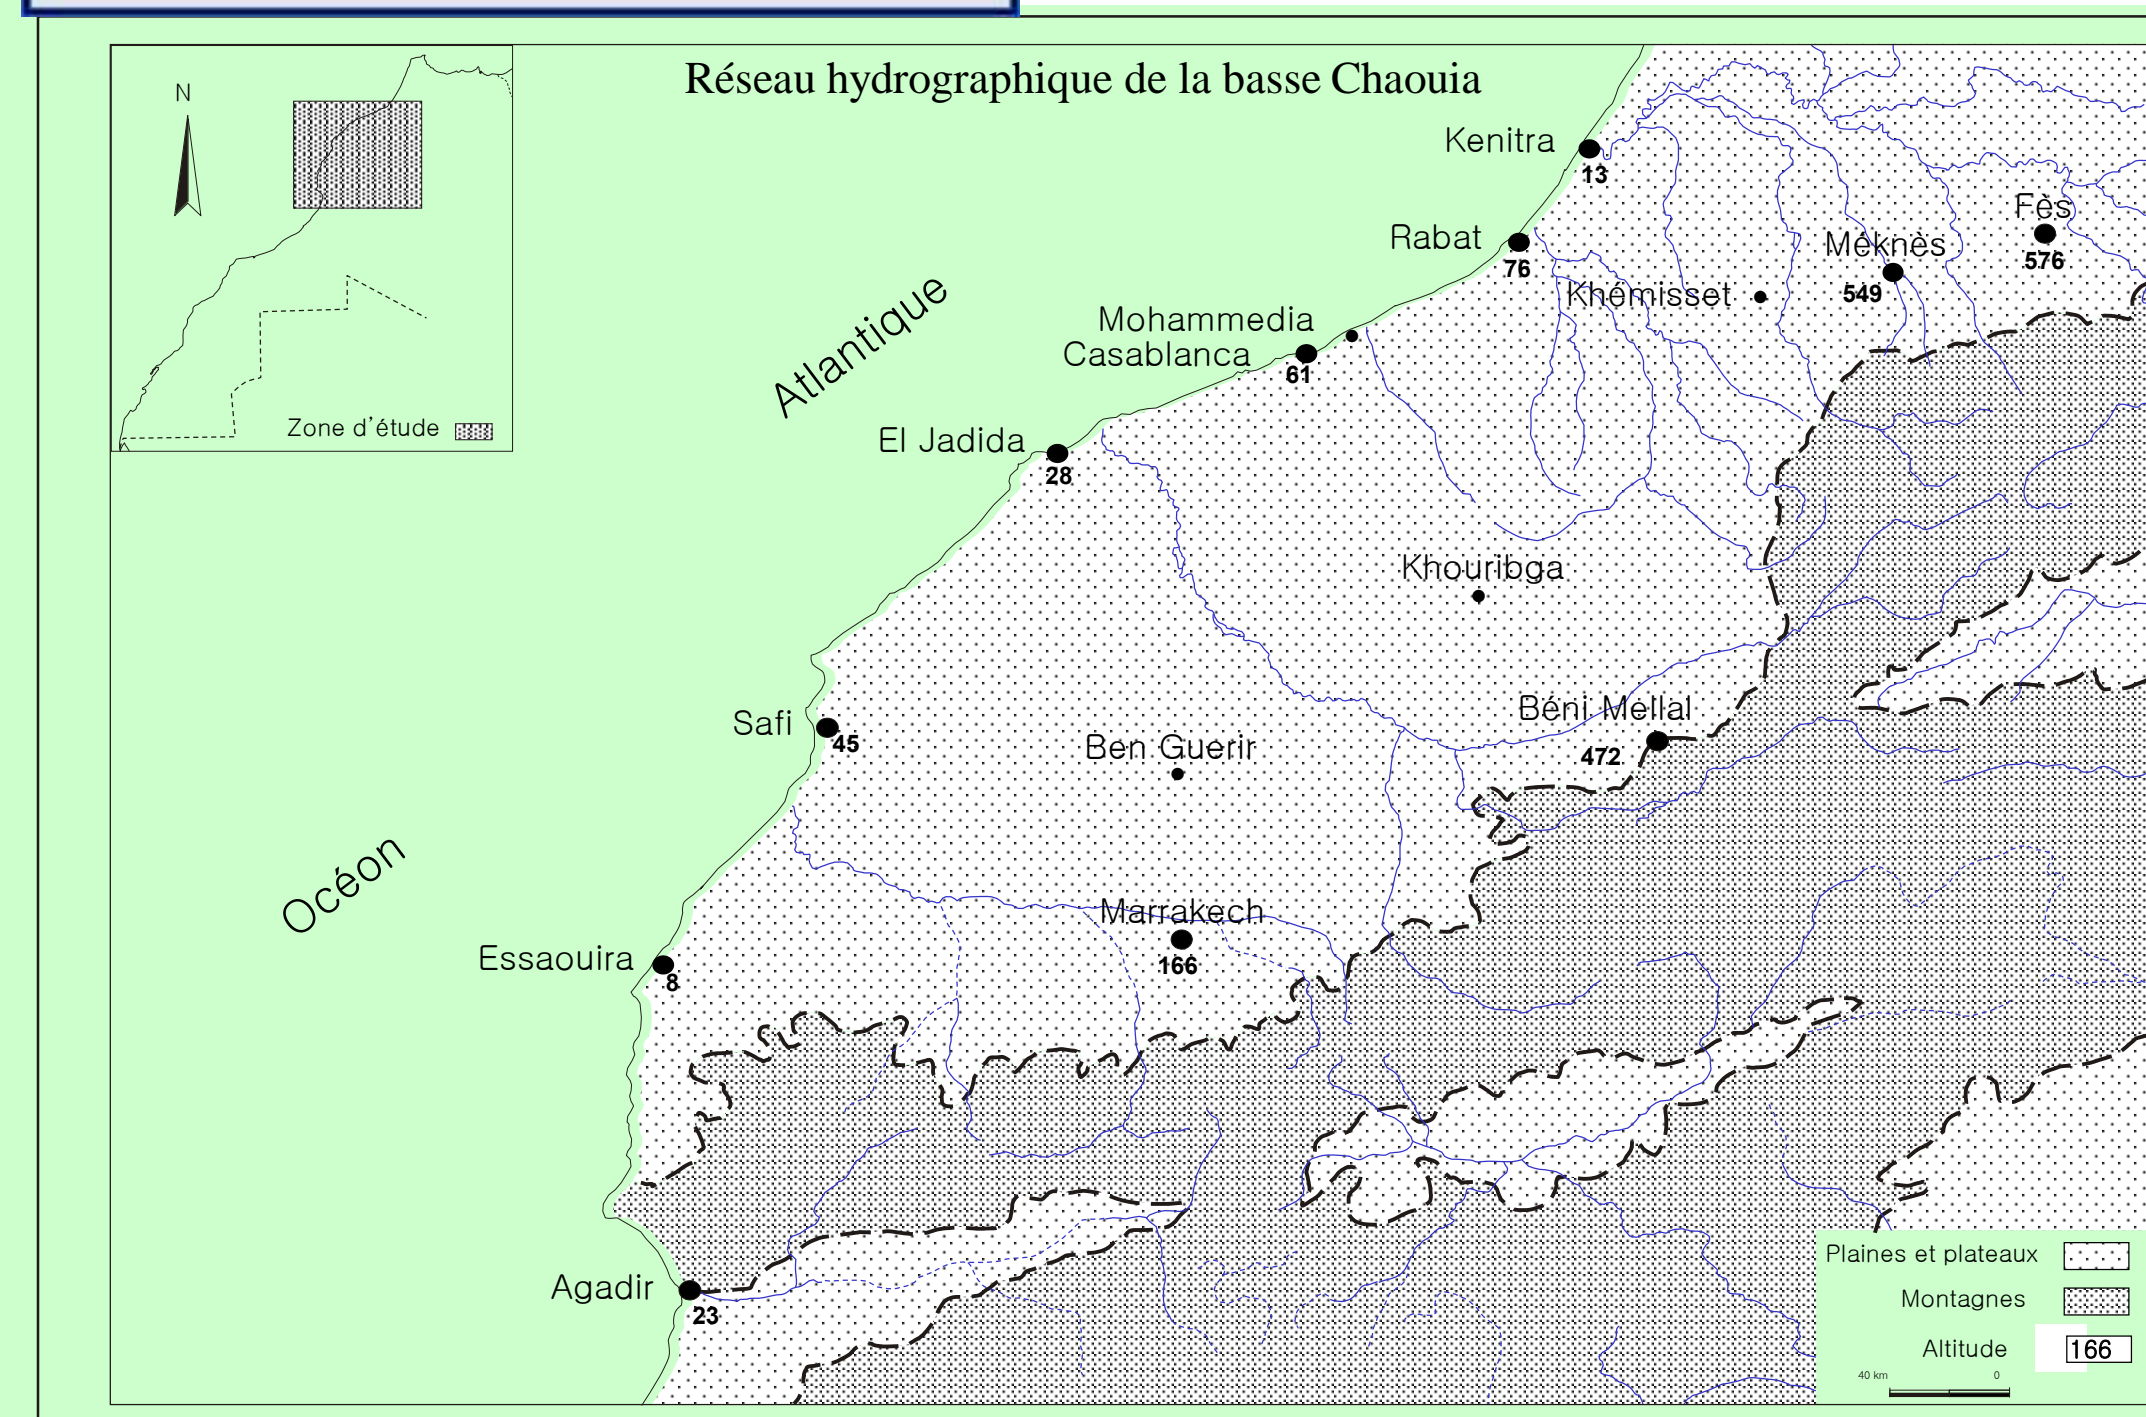 Réseau hydrographique de la basse Chaouia
N
Zone d'étude
Kenitra
13
Rabat
76
Fès
576
Méknès
549
Khémisset
Mohammedia
Casablanca
61
Atlantique
El Jadida
28
Khouribga
Safi
45
Ben Guerir
Béni Mellal
472
Océon
Marrakech
166
Essaouira
8
Agadir
23
Plaines et plateaux
Montagnes
Altitude 166
40 km 0